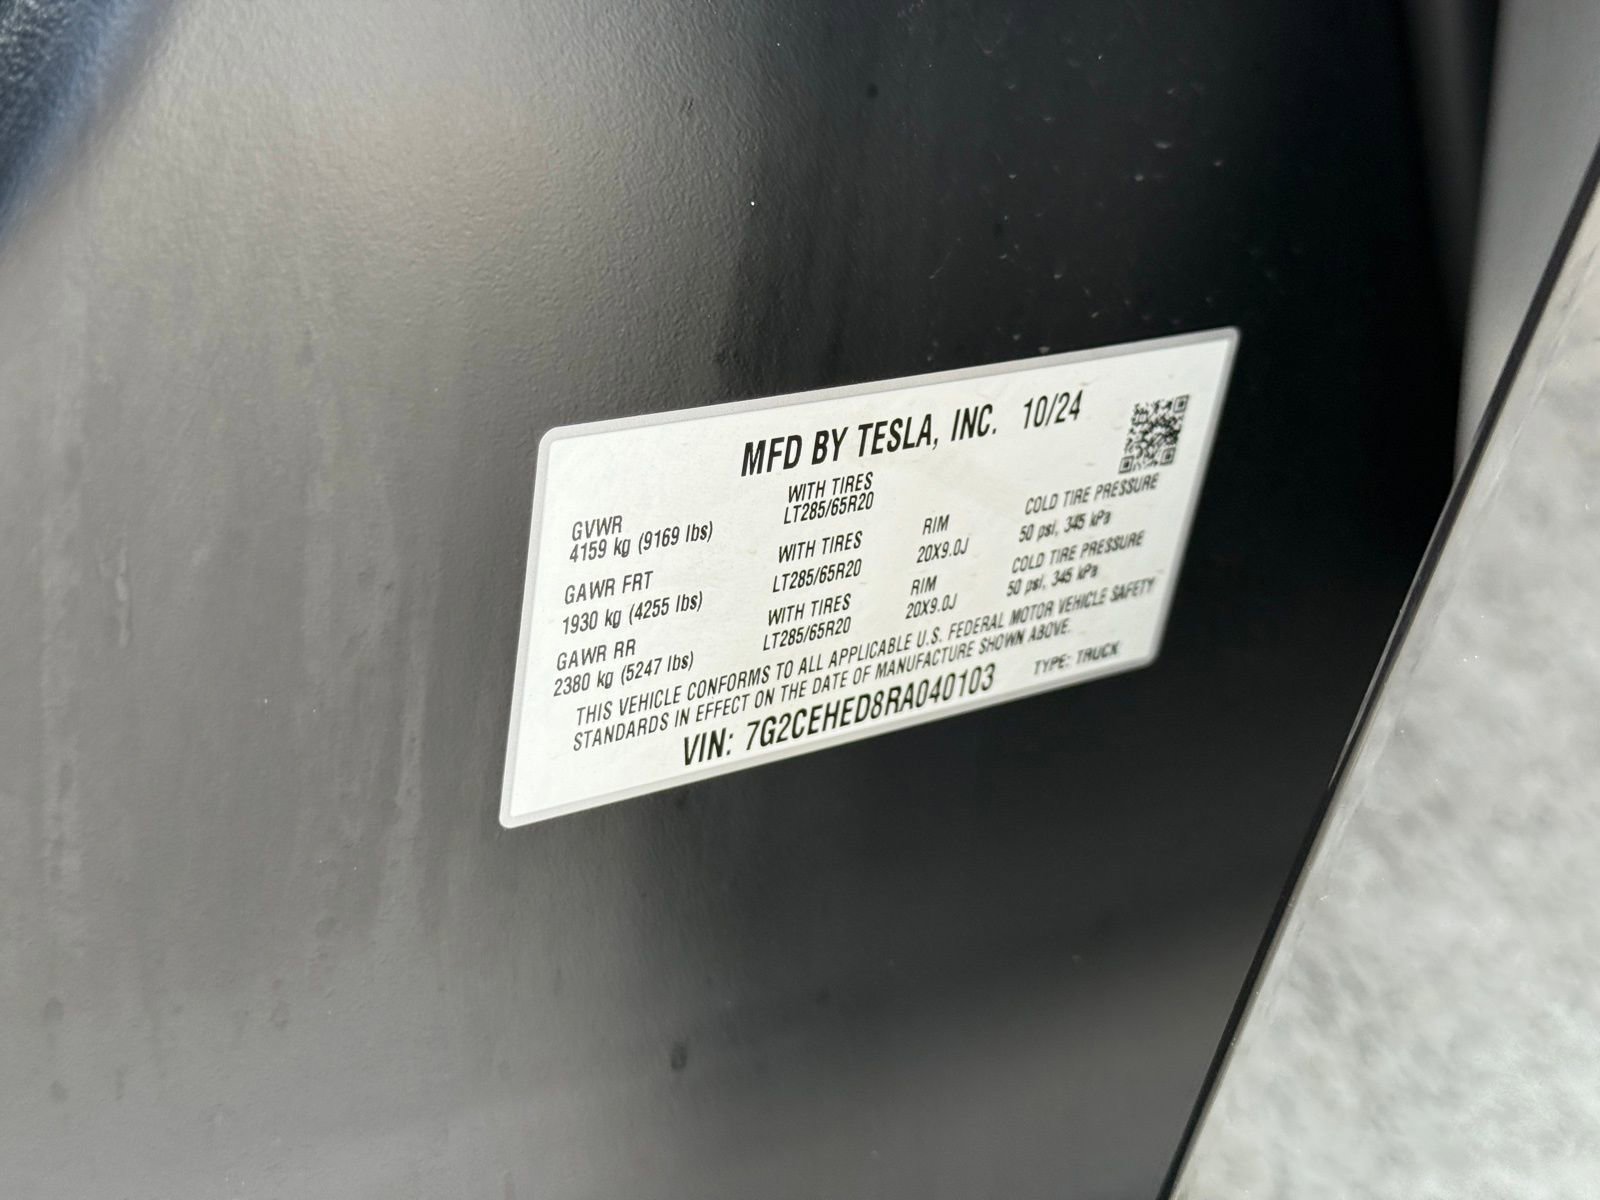 MFD BY TESLA, INC. 10/24
GVWR
4159 kg (9169 lbs)
WITH TIRES
LT285/65R20
GAWR FRT
1930 kg (4255 lbs)
WITH TIRES
LT285/65R20
RIM
20X9.0J
COLD TIRE PRESSURE
50 psi, 345 kPa
GAWR RR
2380 kg (5247 lbs)
WITH TIRES
LT285/65R20
RIM
20X9.0J
COLD TIRE PRESSURE
50 psi, 345 kPa
THIS VEHICLE CONFORMS TO ALL APPLICABLE U.S. FEDERAL MOTOR VEHICLE SAFETY
STANDARDS IN EFFECT ON THE DATE OF MANUFACTURE SHOWN ABOVE.
VIN: 7G2CEHED8RA040103 TYPE: TRUCK